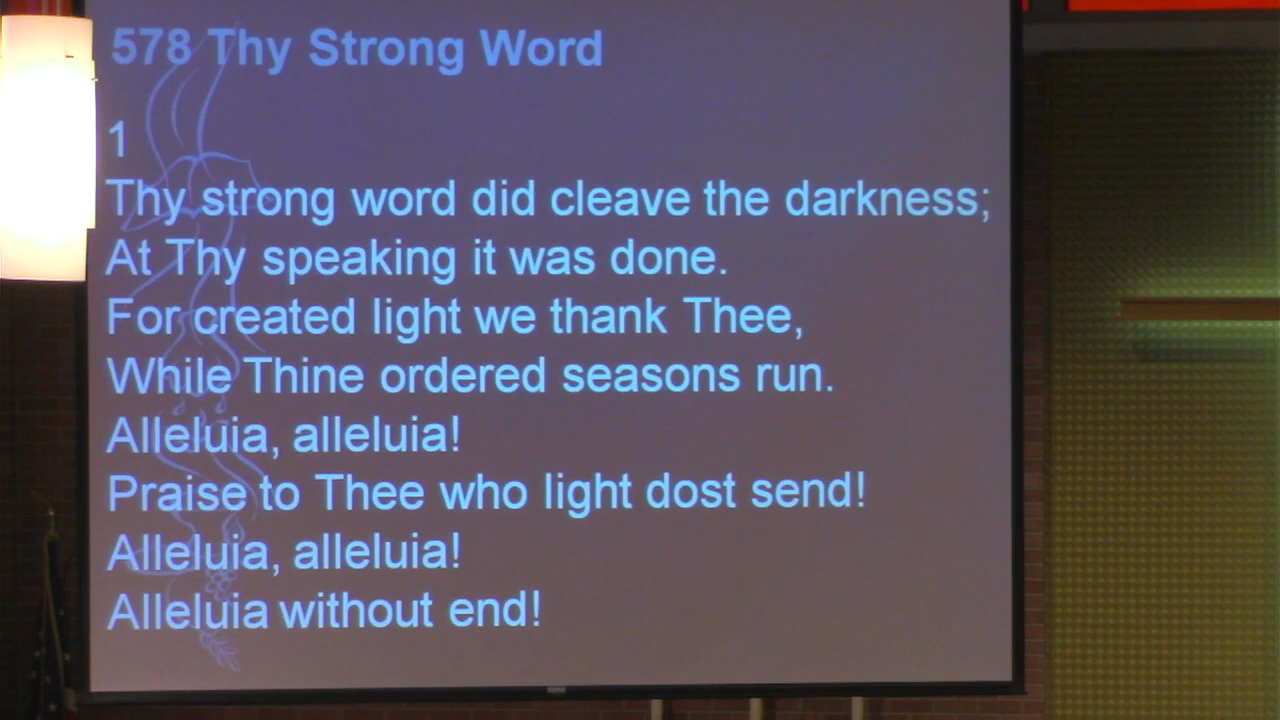 578 Thy Strong Word
1
Thy strong word did cleave the darkness;
At Thy speaking it was done.
For created light we thank Thee,
While Thine ordered seasons run.
Alleluia, alleluia!
Praise to Thee who light dost send!
Alleluia, alleluia!
Alleluia without end!